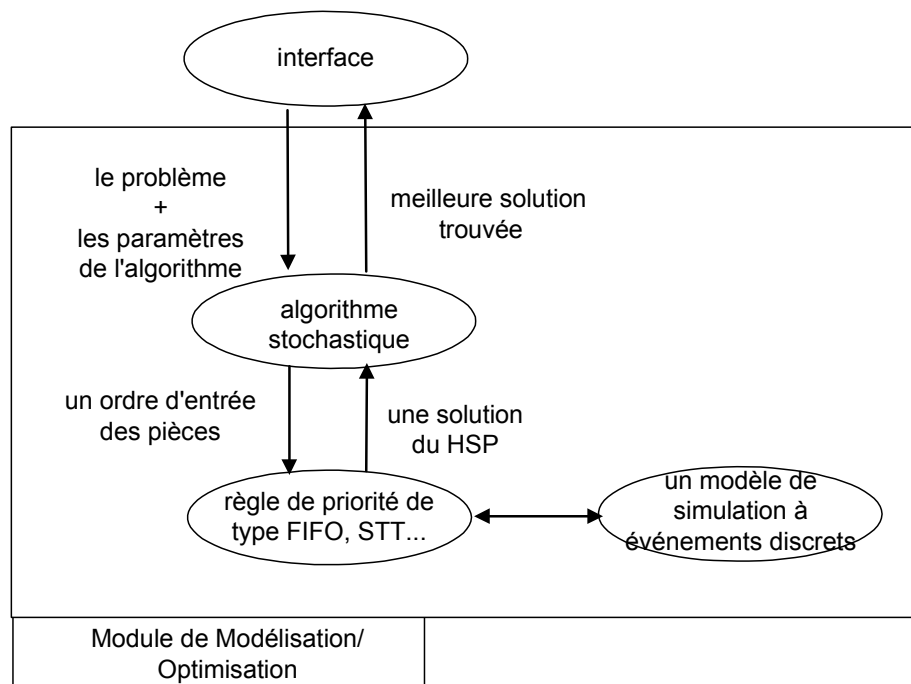 interface
le problème
+
les paramètres
de l'algorithme
meilleure solution
trouvée
algorithme
stochastique
un ordre d'entrée
des pièces
une solution
du HSP
règle de priorité de
type FIFO, STT...
un modèle de
simulation à
événements discrets
Module de Modélisation/
Optimisation